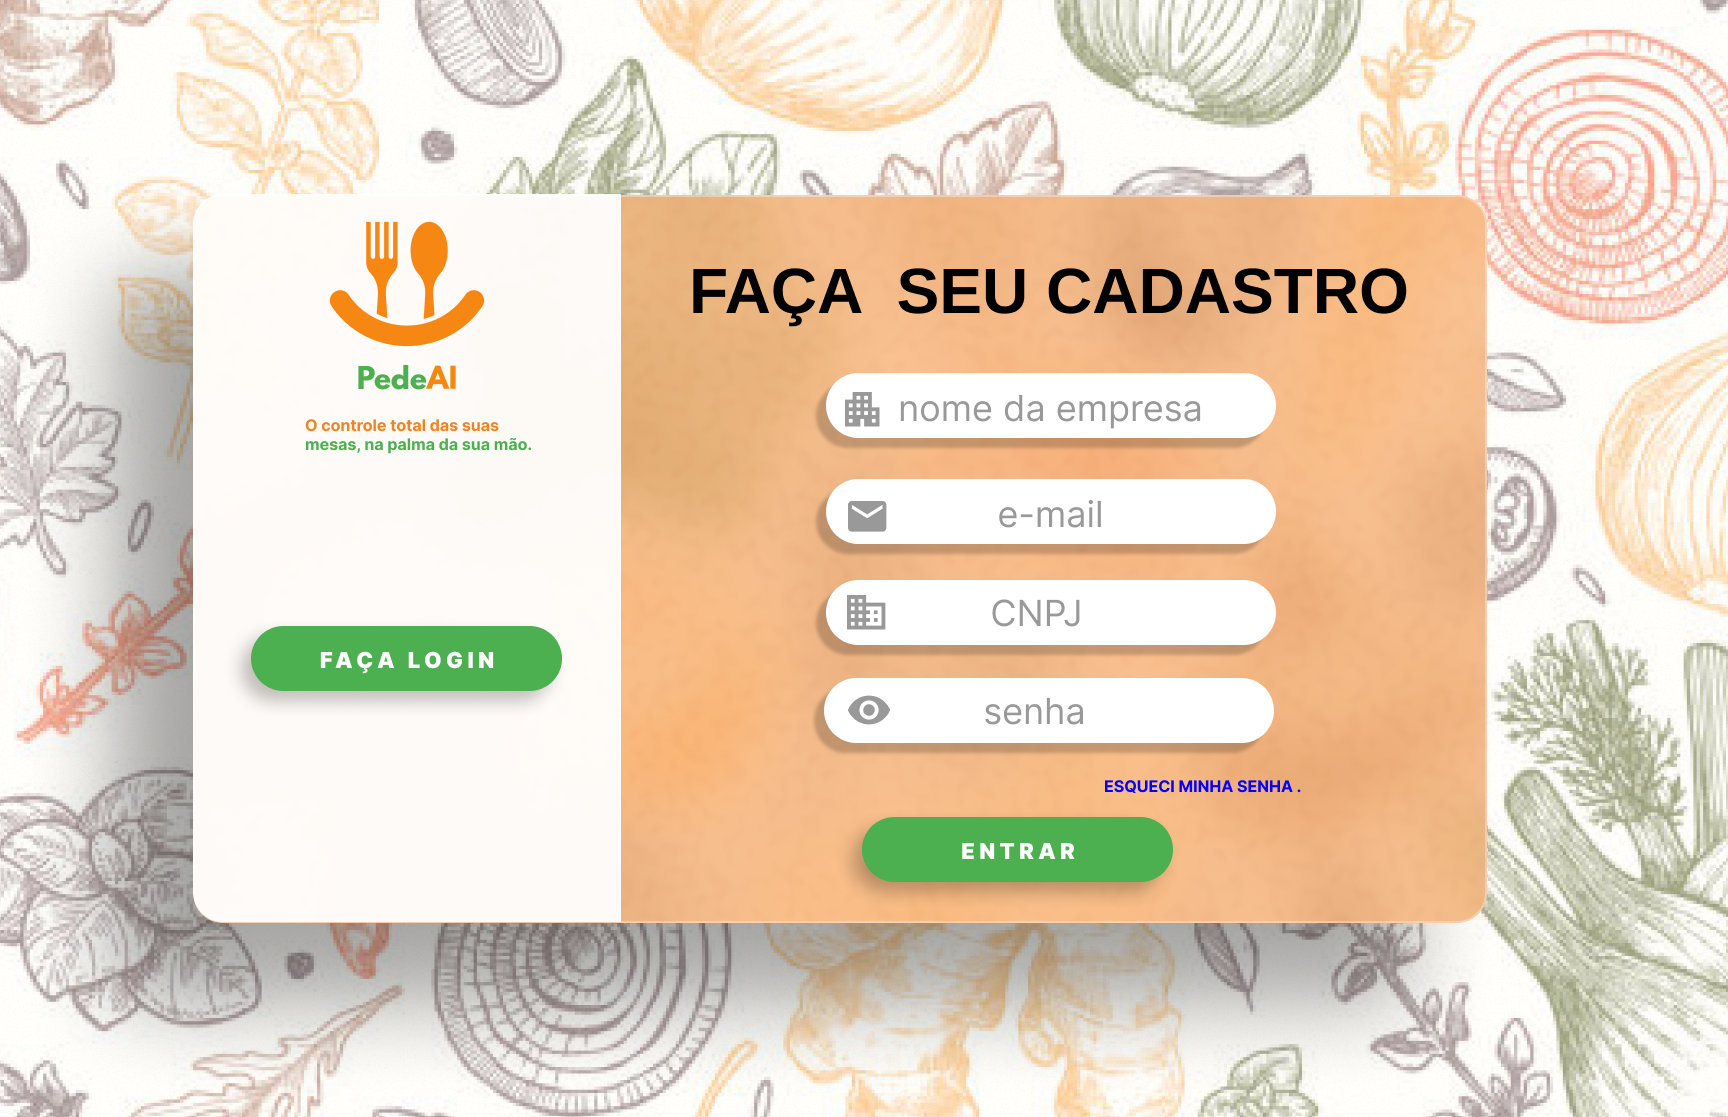 PedeAI
O controle total das suas
mesas, na palma da sua mão.
FAÇA LOGIN
FAÇA  SEU CADASTRO
nome da empresa
e-mail
CNPJ
senha
ESQUECI MINHA SENHA .
ENTRAR